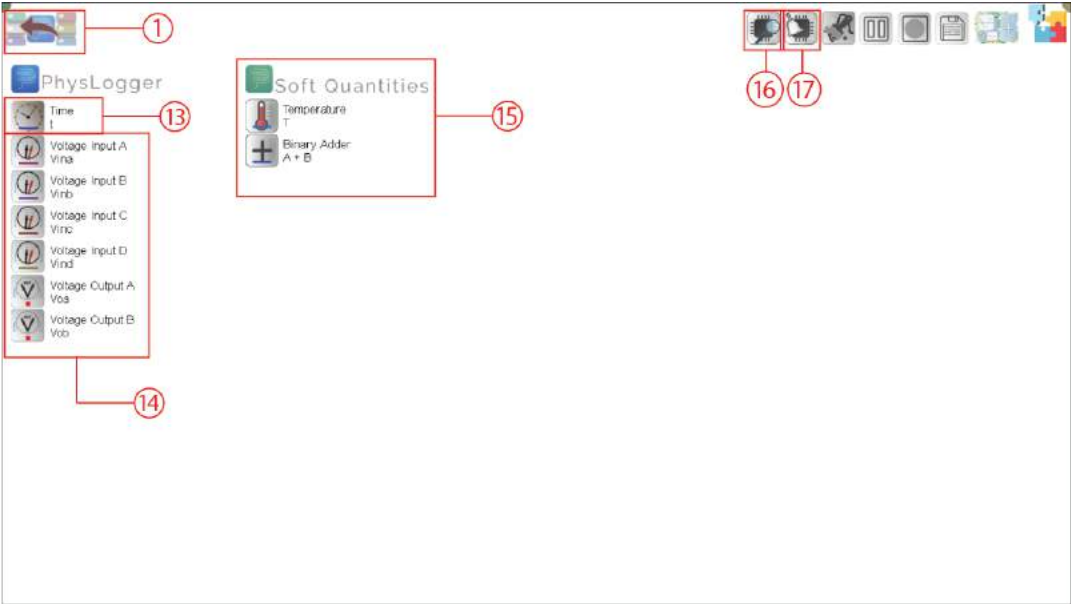 1
16
17
PhysLogger
Time
t
13
Voltage Input A
Vina
Voltage Input B
Vinb
Voltage Input C
Vinc
Voltage Input D
Vind
Voltage Output A
Voa
Voltage Output B
Vob
14
Soft Quantities
Temperature
T
Binary Adder
A + B
15